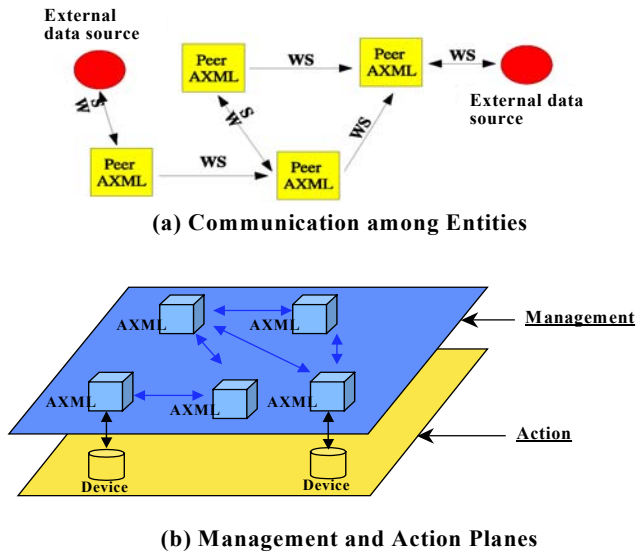 External
data source
Peer
AXML
WS
Peer
AXML
WS
External data
source
WS
WS
WS
Peer
AXML
WS
Peer
AXML
(a) Communication among Entities
AXML
AXML
Management
AXML
AXML
AXML
Action
Device
Device
(b) Management and Action Planes